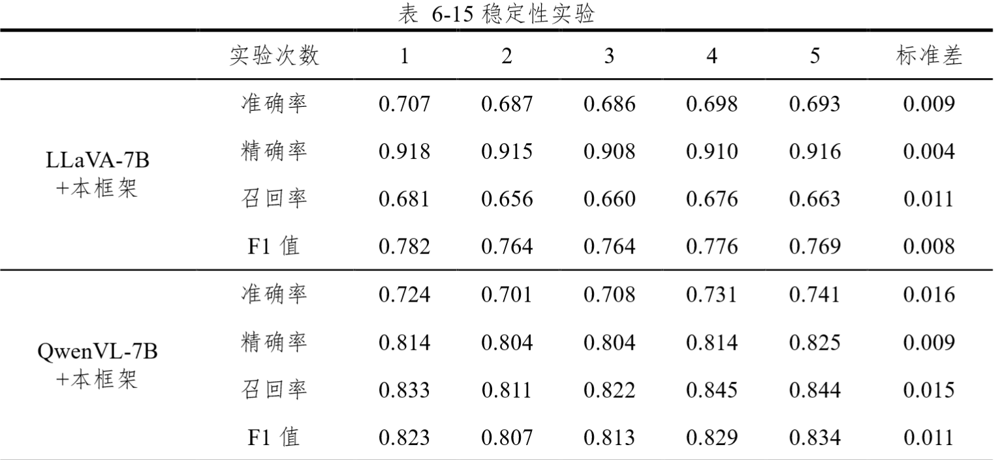 表 6-15 稳定性实验
实验次数 1 2 3 4 5 标准差
LLaVA-7B
+本框架
准确率 0.707 0.687 0.686 0.698 0.693 0.009
精确率 0.918 0.915 0.908 0.910 0.916 0.004
召回率 0.681 0.656 0.660 0.676 0.663 0.011
F1 值 0.782 0.764 0.764 0.776 0.769 0.008
QwenVL-7B
+本框架
准确率 0.724 0.701 0.708 0.731 0.741 0.016
精确率 0.814 0.804 0.804 0.814 0.825 0.009
召回率 0.833 0.811 0.822 0.845 0.844 0.015
F1 值 0.823 0.807 0.813 0.829 0.834 0.011